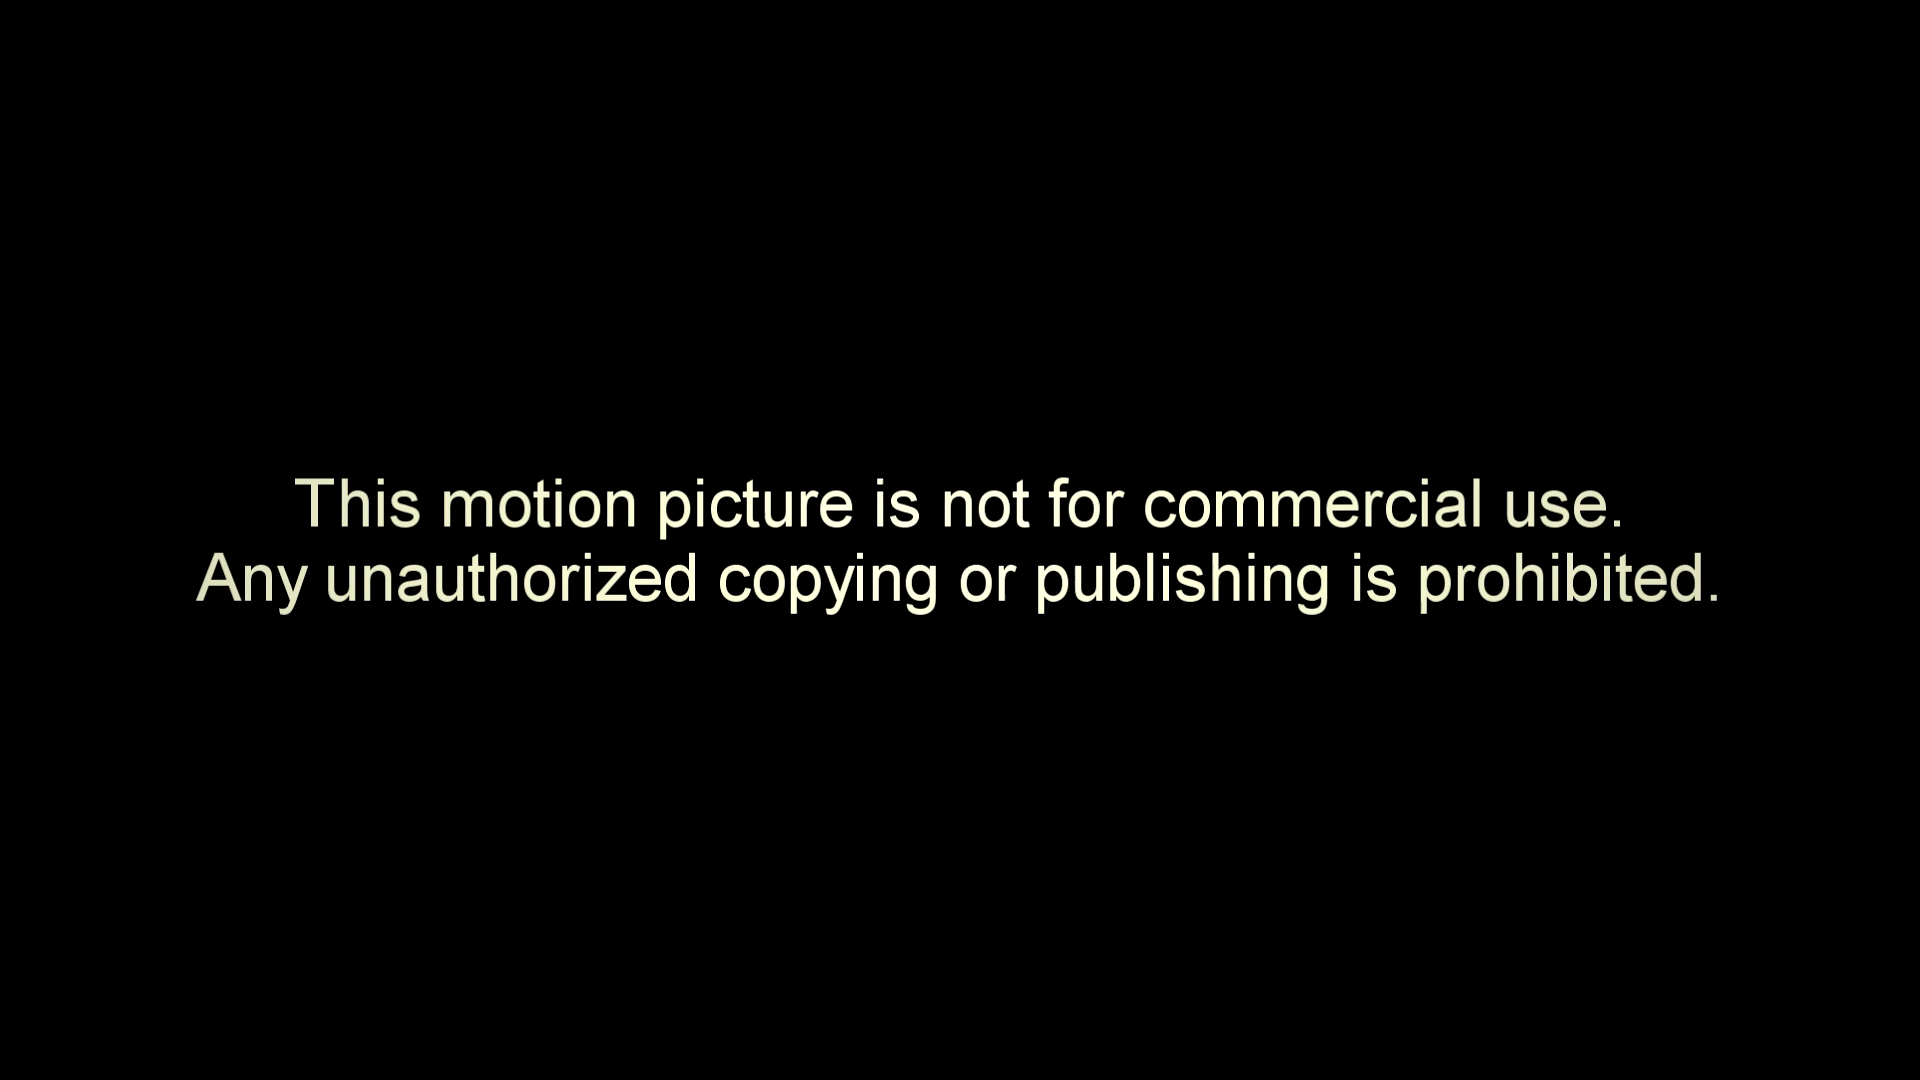 This motion picture is not for commercial use.
Any unauthorized copying or publishing is prohibited.